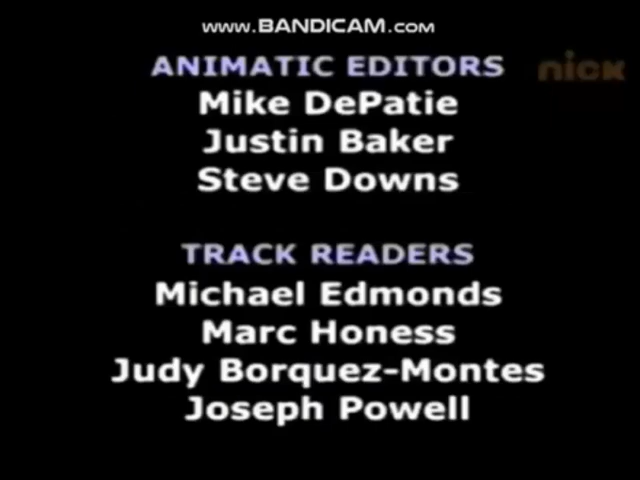 www.BANDICAM.com
ANIMATIC EDITORS
nick
Mike DePatie
Justin Baker
Steve Downs
TRACK READERS
Michael Edmonds
Marc Honess
Judy Borquez-Montes
Joseph Powell